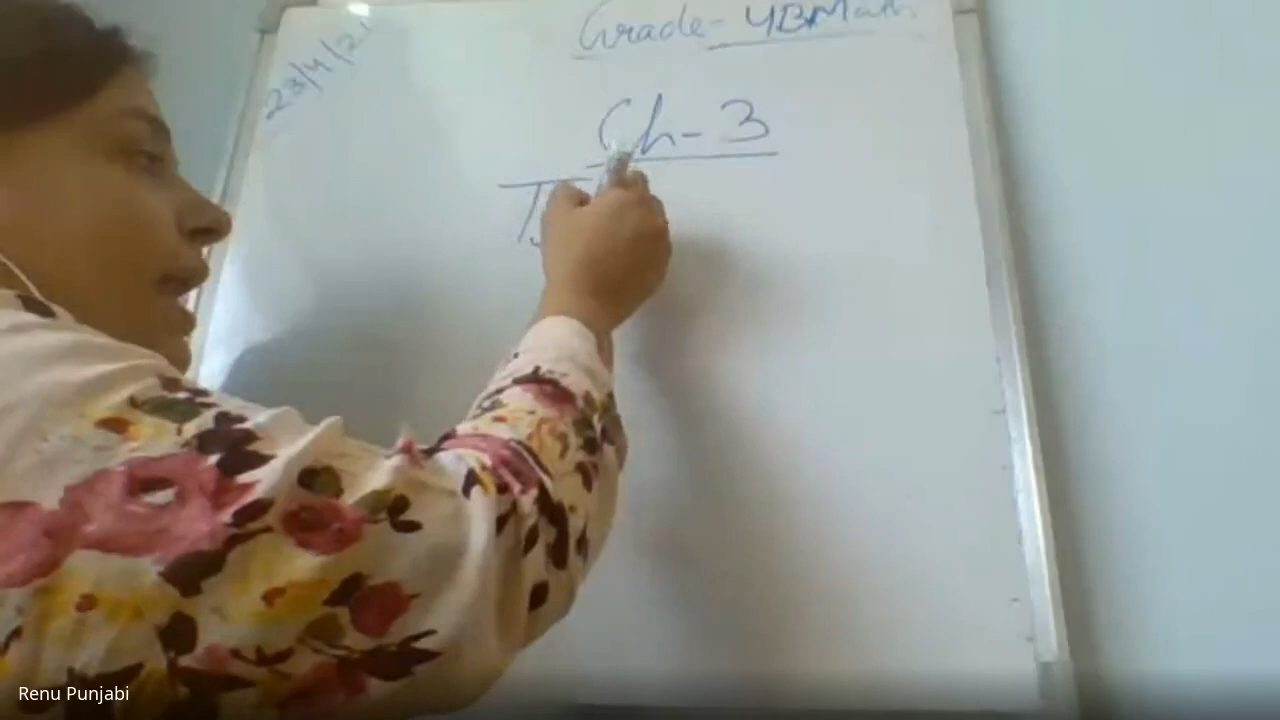 Grade- 4B Math
23/4/2
Ch- 3
T
Renu Punjabi